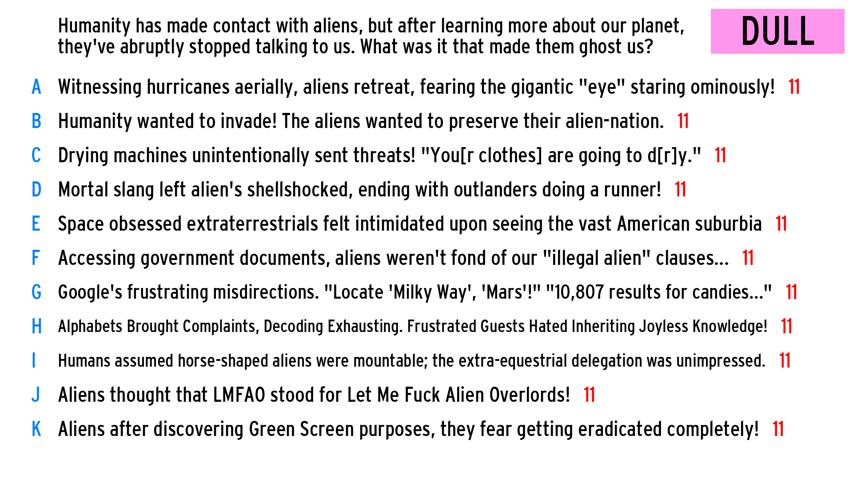 Humanity has made contact with aliens, but after learning more about our planet,
they've abruptly stopped talking to us. What was it that made them ghost us?
DULL
A Witnessing hurricanes aerially, aliens retreat, fearing the gigantic "eye" staring ominously! 11
B Humanity wanted to invade! The aliens wanted to preserve their alien-nation. 11
C Drying machines unintentionally sent threats! "You[r clothes] are going to d[r]y." 11
D Mortal slang left alien's shellshocked, ending with outlanders doing a runner! 11
E Space obsessed extraterrestrials felt intimidated upon seeing the vast American suburbia 11
F Accessing government documents, aliens weren't fond of our "illegal alien" clauses... 11
G Google's frustrating misdirections. "Locate 'Milky Way', 'Mars'!" "10,807 results for candies..." 11
H Alphabets Brought Complaints, Decoding Exhausting. Frustrated Guests Hated Inheriting Joyless Knowledge! 11
I Humans assumed horse-shaped aliens were mountable; the extra-equestrial delegation was unimpressed. 11
J Aliens thought that LMFAO stood for Let Me Fuck Alien Overlords! 11
K Aliens after discovering Green Screen purposes, they fear getting eradicated completely! 11